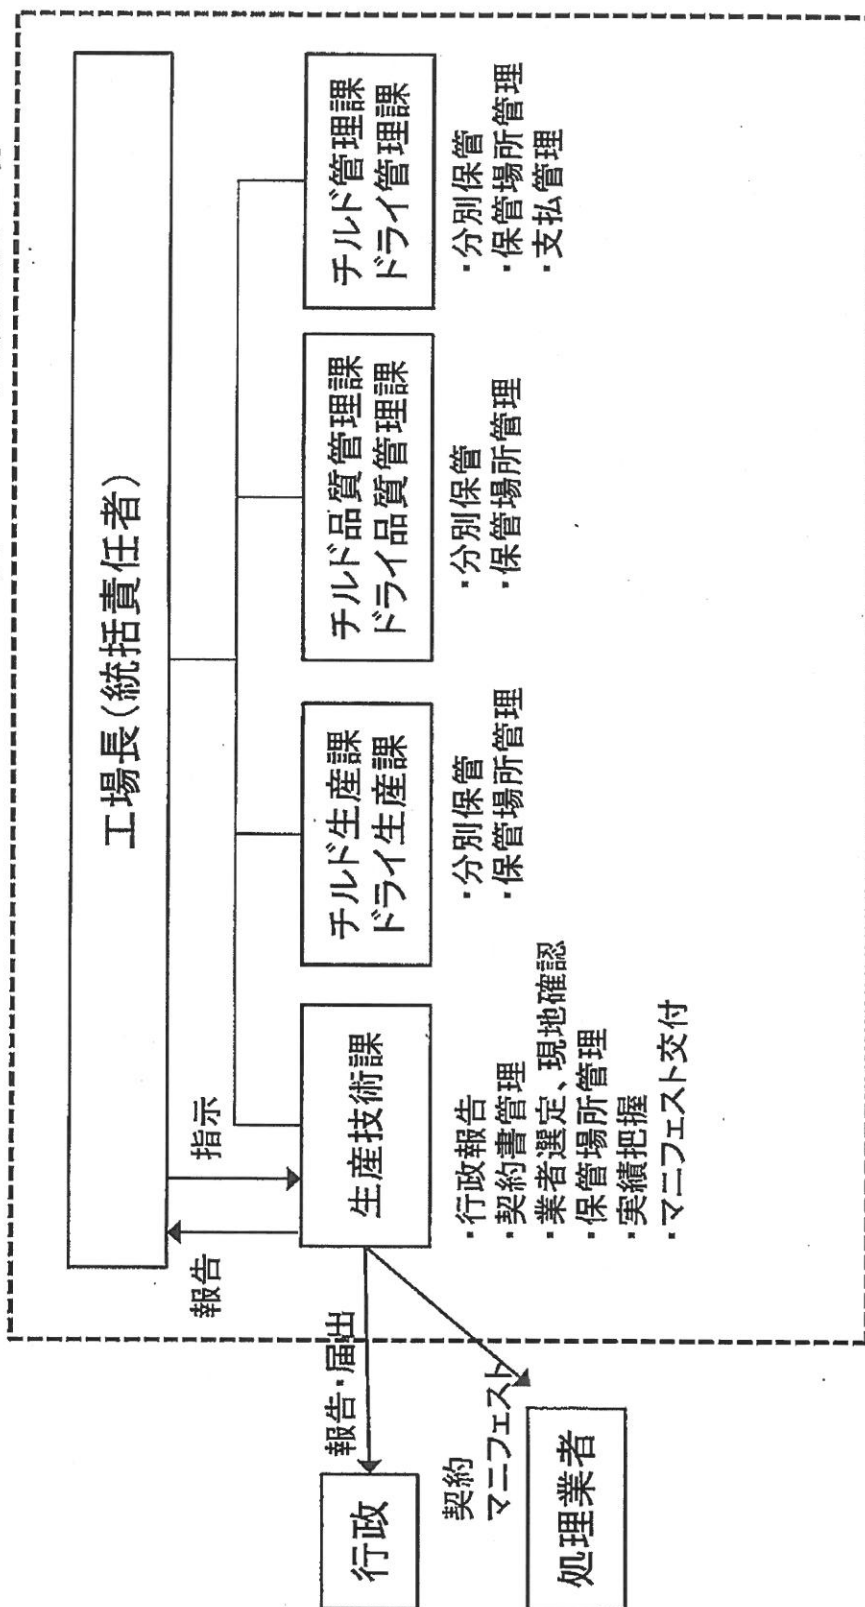 工場長(統括責任者)
報告
指示
生産技術課
・行政報告
・契約書管理
・業者選定、現地確認
・保管場所管理
・実績把握
・マニフェスト交付
チルド生産課
ドライ生産課
・分別保管
・保管場所管理
チルド品質管理課
ドライ品質管理課
・分別保管
・保管場所管理
チルド管理課
ドライ管理課
・分別保管
・保管場所管理
・支払管理
報告・届出
行政
契約
マニフェスト
処理業者